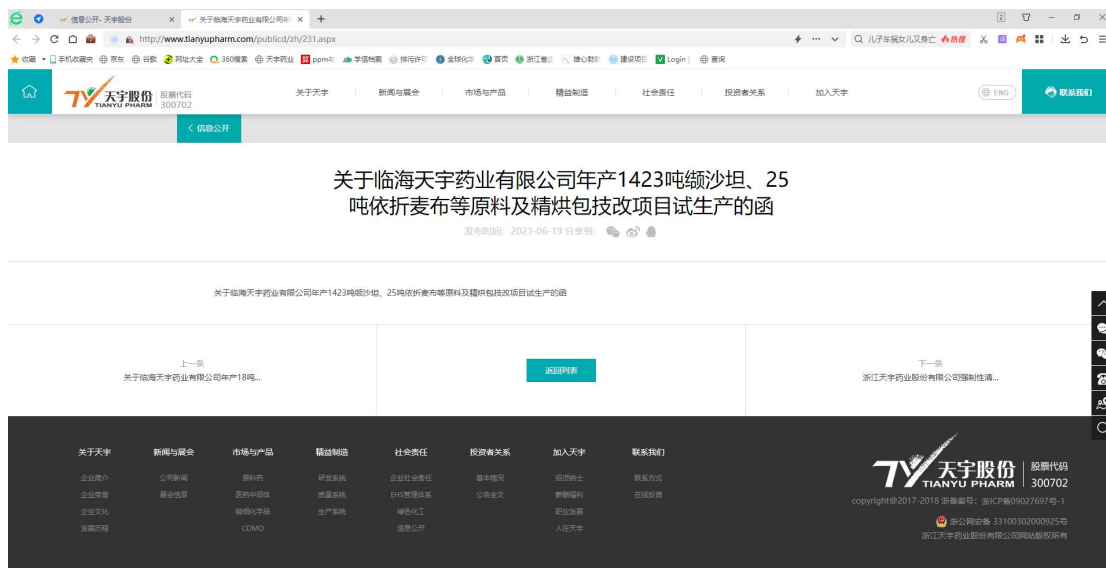 信息公开- 天宇股份
关于临海天宇药业有限公司年
http://www.tianyupharm.com/publicd/zh/231.aspx
儿子车祸女儿又身亡 热搜
收藏 手机收藏夹 京东 谷歌 网址大全 360搜索 天宇药业 ppm与 学信档案 排污许可 全球化学 首页 浙江省企 雄心勃勃 建设项目 Login 查询
天宇股份
TIANYU PHARM
股票代码
300702
关于天宇 新闻与展会 市场与产品 精益制造 社会责任 投资者关系 加入天宇
ENG
联系我们
信息公开
关于临海天宇药业有限公司年产1423吨缬沙坦、25
吨依折麦布等原料及精烘包技改项目试生产的函
发布时间：2023-06-19 分享到：
关于临海天宇药业有限公司年产1423吨缬沙坦、25吨依折麦布等原料及精烘包技改项目试生产的函
上一条
关于临海天宇药业有限公司年产18吨...
返回列表
下一条
浙江天宇药业股份有限公司强制性清...
关于天宇 新闻与展会 市场与产品 精益制造 社会责任 投资者关系 加入天宇 联系我们
企业简介 公司新闻 原料药 研发系统 企业社会责任 基本情况 招贤纳士 联系方式
企业荣誉 展会信息 医药中间体 质量系统 EHS管理体系 公告全文 薪酬福利 在线反馈
企业文化 精细化学品 生产系统 绿色化工 职业发展
发展历程 CDMO 信息公开 人在天宇
天宇股份
TIANYU PHARM
股票代码
300702
copyright@2017-2018 浙备案号：浙ICP备09027697号-1
浙公网安备 33100302000925号
浙江天宇药业股份有限公司网站版权所有